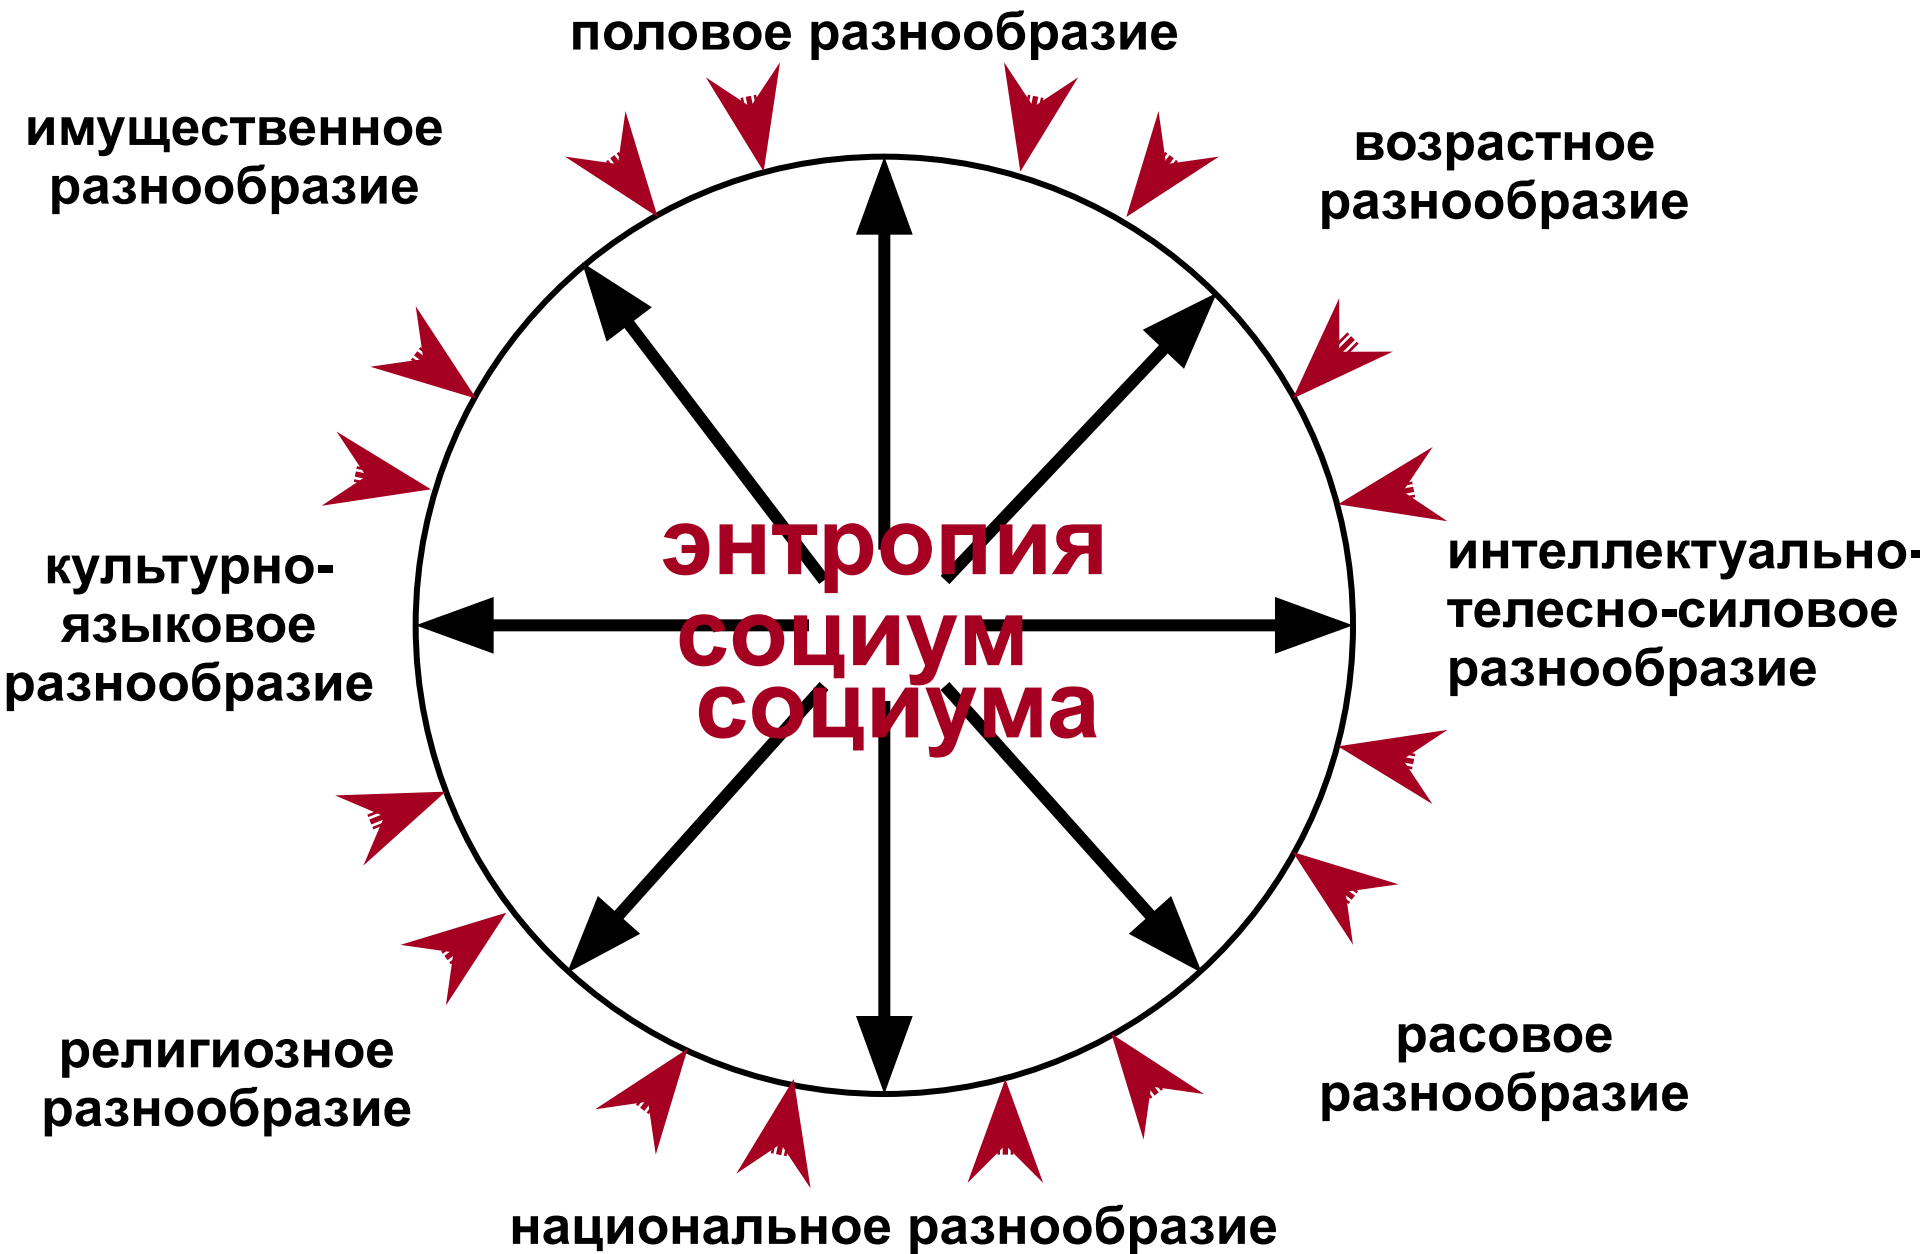 половое разнообразие
имущественное
разнообразие
возрастное
разнообразие
энтропия
социум
социума
культурно-
языковое
разнообразие
интеллектуально-
телесно-силовое
разнообразие
религиозное
разнообразие
расовое
разнообразие
национальное разнообразие